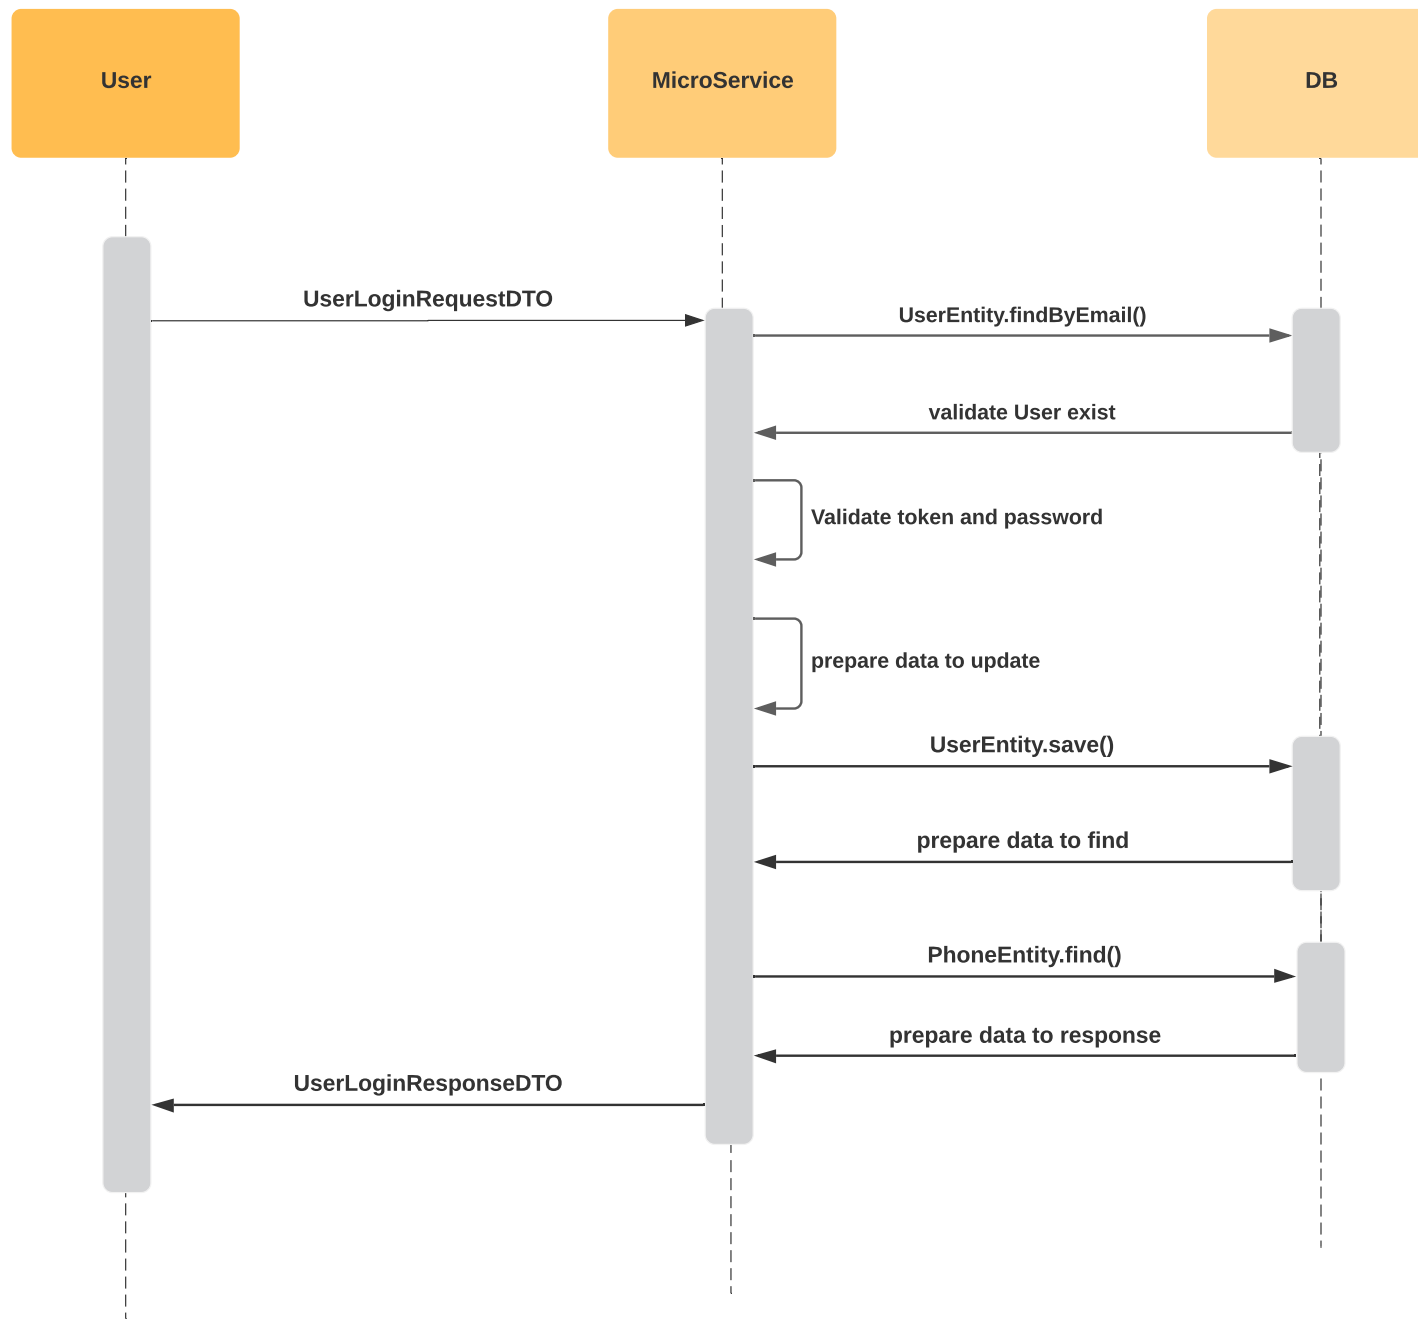 User
MicroService
DB
UserLoginRequestDTO
UserEntity.findByEmail()
validate User exist
Validate token and password
prepare data to update
UserEntity.save()
prepare data to find
PhoneEntity.find()
prepare data to response
UserLoginResponseDTO